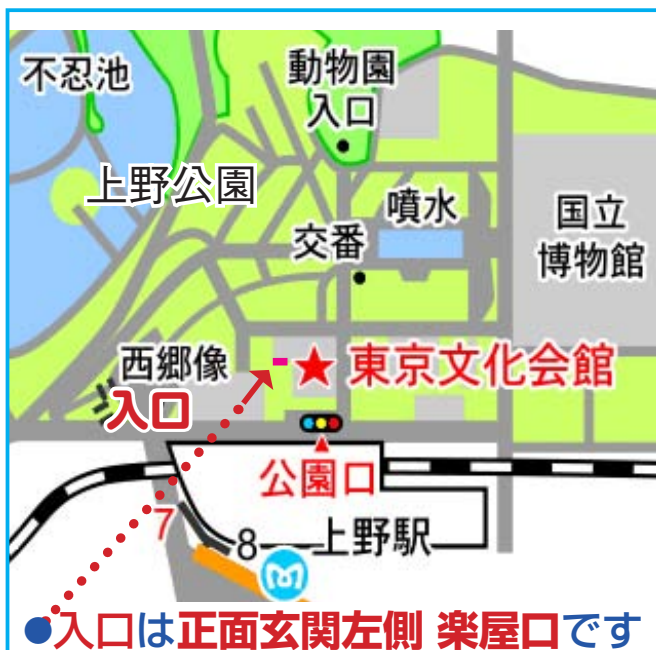 不忍池
動物園
入口
上野公園
噴水
国立
博物館
交番
西郷像
東京文化会館
入口
公園口
7
8
上野駅
●入口は正面玄関左側 楽屋口です